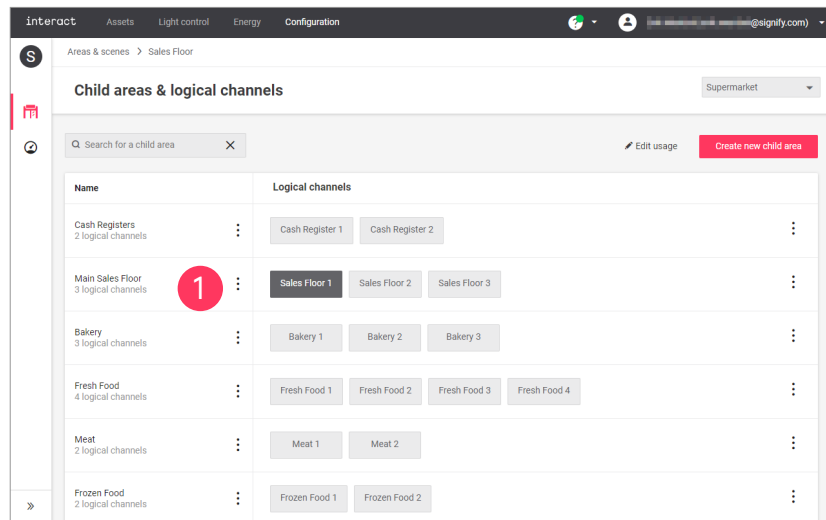 interact Assets Light control Energy Configuration ? @signify.com)
S Areas & scenes > Sales Floor
Child areas & logical channels Supermarket
Search for a child area Edit usage Create new child area
Name Logical channels
Cash Registers
2 logical channels
Cash Register 1 Cash Register 2
Main Sales Floor
3 logical channels
1
Sales Floor 1 Sales Floor 2 Sales Floor 3
Bakery
3 logical channels
Bakery 1 Bakery 2 Bakery 3
Fresh Food
4 logical channels
Fresh Food 1 Fresh Food 2 Fresh Food 3 Fresh Food 4
Meat
2 logical channels
Meat 1 Meat 2
Frozen Food
2 logical channels
Frozen Food 1 Frozen Food 2